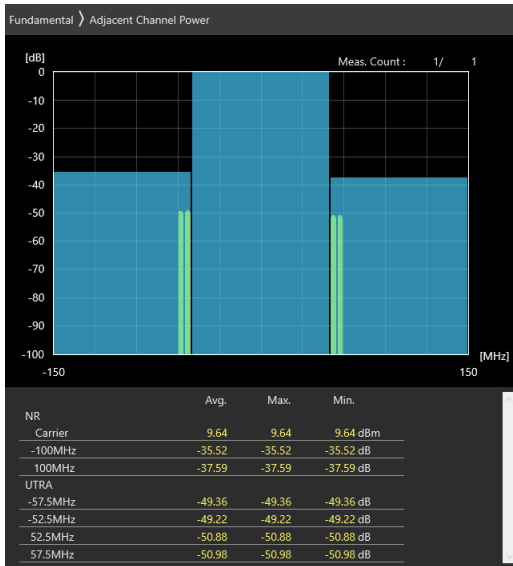 Fundamental 〉 Adjacent Channel Power
[dB]
Meas. Count : 1/ 1
0
-10
-20
-30
-40
-50
-60
-70
-80
-90
-100
[MHz]
-150 150
Avg. Max. Min.
NR
Carrier 9.64 9.64 9.64 dBm
-100MHz -35.52 -35.52 -35.52 dB
100MHz -37.59 -37.59 -37.59 dB
UTRA
-57.5MHz -49.36 -49.36 -49.36 dB
-52.5MHz -49.22 -49.22 -49.22 dB
52.5MHz -50.88 -50.88 -50.88 dB
57.5MHz -50.98 -50.98 -50.98 dB